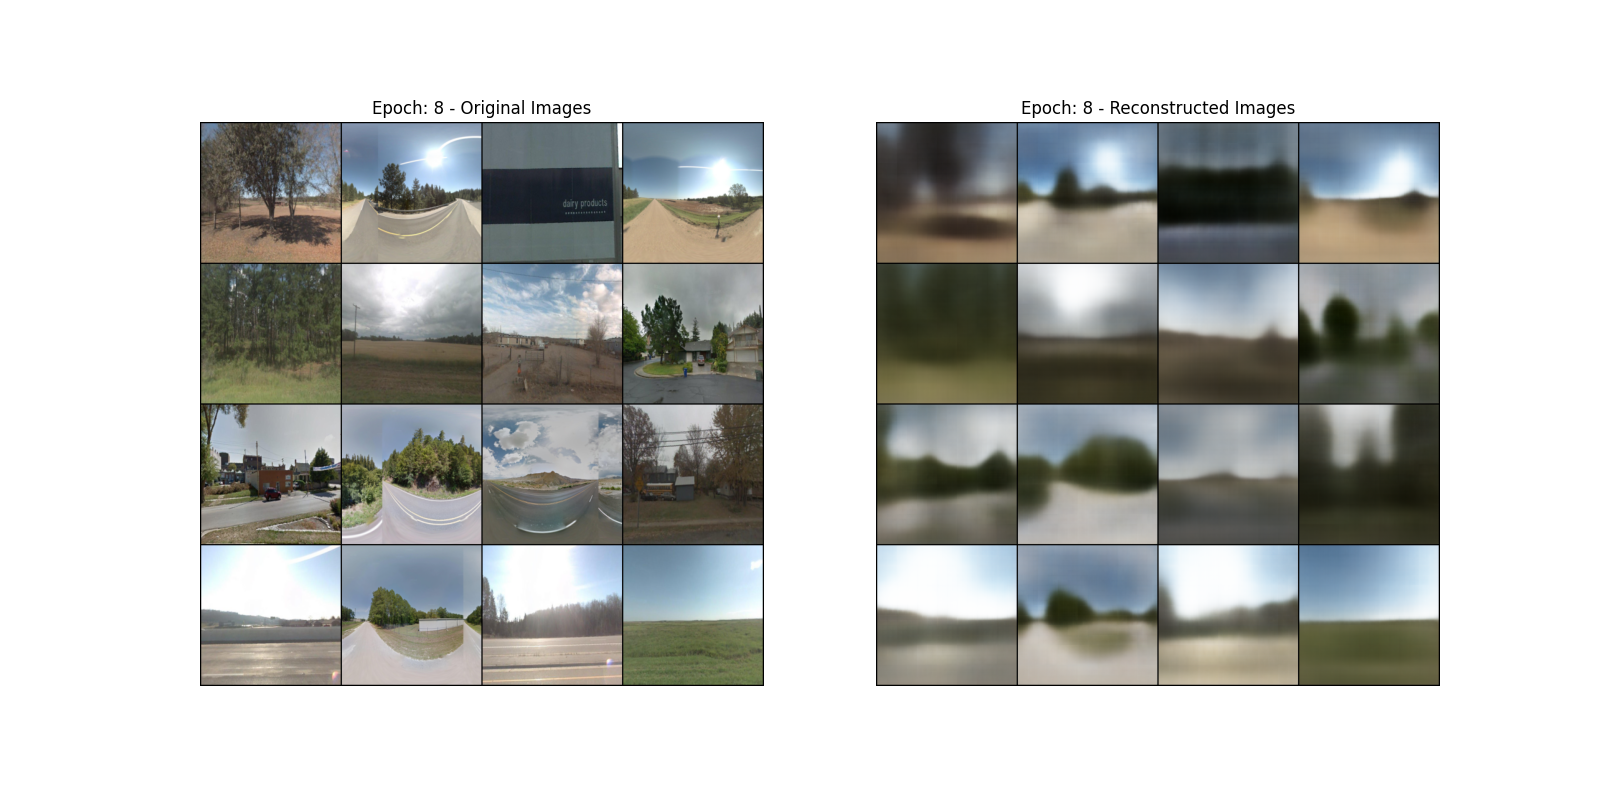 Epoch: 8 - Original Images
Epoch: 8 - Reconstructed Images
dairy products